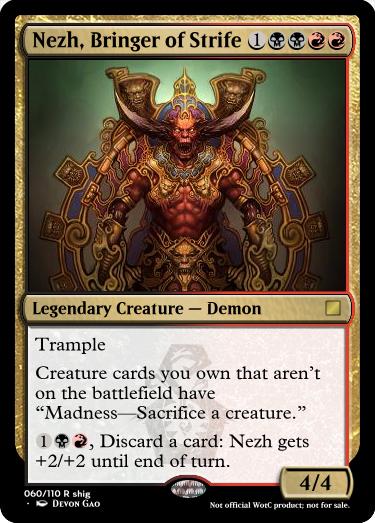 Nezh, Bringer of Strife 1
Legendary Creature — Demon
Trample
Creature cards you own that aren't
on the battlefield have
“Madness—Sacrifice a creature.”
1, Discard a card: Nezh gets
+2/+2 until end of turn.
4/4
060/110 R shig
· Devon Gao
Not official WotC product; not for sale.